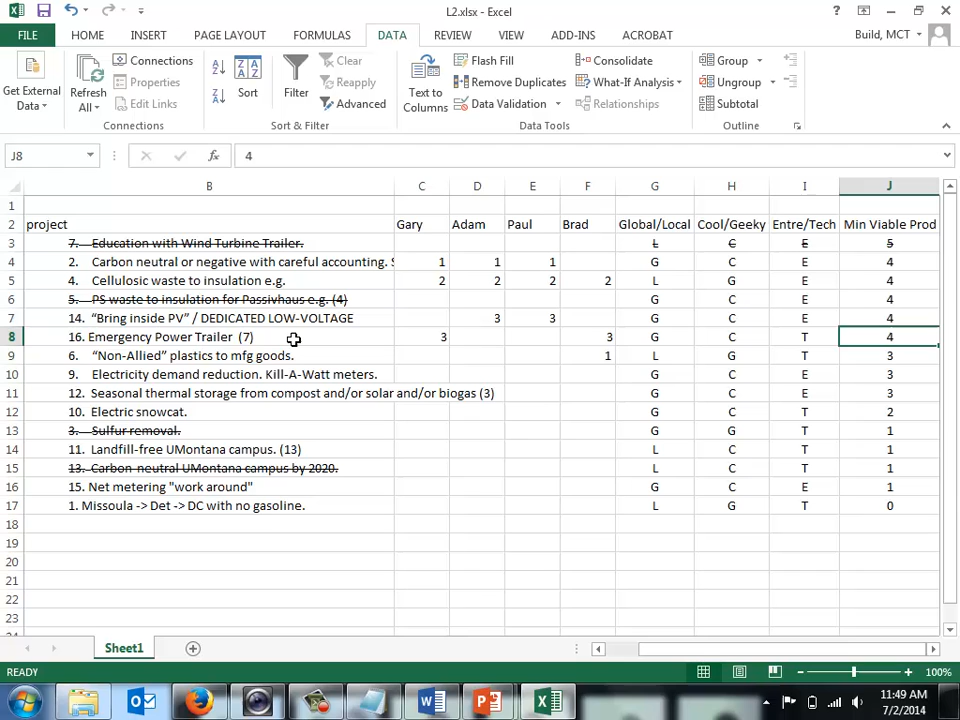 L2.xlsx - Excel
FILE HOME INSERT PAGE LAYOUT FORMULAS DATA REVIEW VIEW ADD-INS ACROBAT Build, MCT
Get External Data
Refresh All
Connections
Properties
Edit Links
Connections
Sort
Filter
Clear
Reapply
Advanced
Sort & Filter
Text to Columns
Flash Fill
Remove Duplicates
Data Validation
Consolidate
What-If Analysis
Relationships
Data Tools
Group
Ungroup
Subtotal
Outline
J8 fx 4
B C D E F G H I J
1
2 project Gary Adam Paul Brad Global/Local Cool/Geeky Entre/Tech Min Viable Prod
3 7. Education with Wind Turbine Trailer. L C E 5
4 2. Carbon neutral or negative with careful accounting. S 1 1 1 G C E 4
5 4. Cellulosic waste to insulation e.g. 2 2 2 2 L C E 4
6 5. PS waste to insulation for Passivhaus e.g. (4) G C E 4
7 14. “Bring inside PV” / DEDICATED LOW-VOLTAGE 3 3 G C E 4
8 16. Emergency Power Trailer (7) 3 3 G C T 4
9 6. “Non-Allied” plastics to mfg goods. 1 L G T 3
10 9. Electricity demand reduction. Kill-A-Watt meters. G C E 3
11 12. Seasonal thermal storage from compost and/or solar and/or biogas (3) G C E 3
12 10. Electric snowcat. G C T 2
13 3. Sulfur removal. G G T 1
14 11. Landfill-free UMontana campus. (13) L C T 1
15 13. Carbon-neutral UMontana campus by 2020. L C T 1
16 15. Net metering "work around" G C E 1
17 1. Missoula -> Det -> DC with no gasoline. L G T 0
18
19
20
21
22
23
24
Sheet1
READY 100%
11:49 AM
7/2/2014